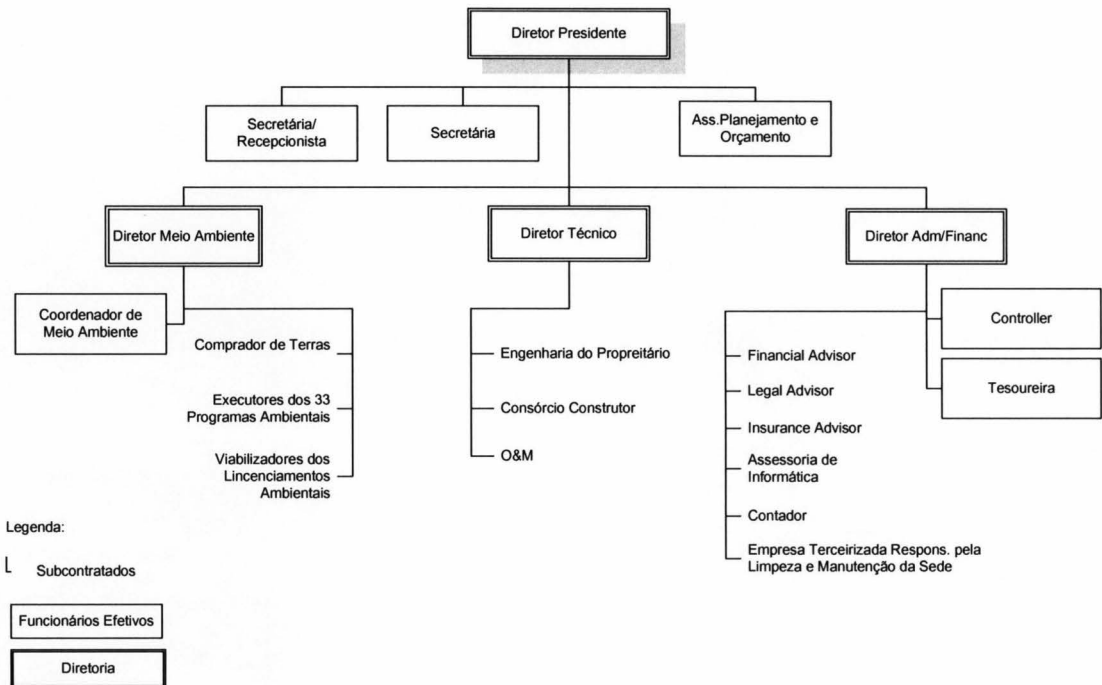 Diretor Presidente
Secretária/
Recepcionista
Secretária
Ass.Planejamento e
Orçamento
Diretor Meio Ambiente
Diretor Técnico
Diretor Adm/Financ
Coordenador de
Meio Ambiente
Comprador de Terras
Executores dos 33
Programas Ambientais
Viabilizadores dos
Lincenciamentos
Ambientais
Engenharia do Propreitário
Consórcio Construtor
O&M
Controller
Tesoureira
Financial Advisor
Legal Advisor
Insurance Advisor
Assessoria de
Informática
Contador
Empresa Terceirizada Respons. pela
Limpeza e Manutenção da Sede
Legenda:
Subcontratados
Funcionários Efetivos
Diretoria